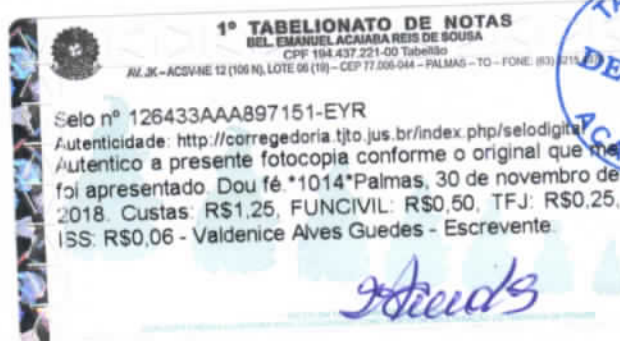 1º TABELIONATO DE NOTAS
BEL EMANUEL ACAIABA REIS DE SOUSA
CPF 194.437.221-00 Tabelião
AV. JK – ACSV-NE 12 (106 N), LOTE 06 (19) – CEP 77.006-044 – PALMAS – TO – FONE: (63)
DE
Selo nº 126433AAA897151-EYR
Autenticidade: http://corregedoria.tjto.jus.br/index.php/selodigital
Autentico a presente fotocopia conforme o original que me
foi apresentado. Dou fé.*1014*Palmas, 30 de novembro de
2018. Custas: R$1,25, FUNCIVIL: R$0,50, TFJ: R$0,25,
ISS: R$0,06 - Valdenice Alves Guedes - Escrevente.